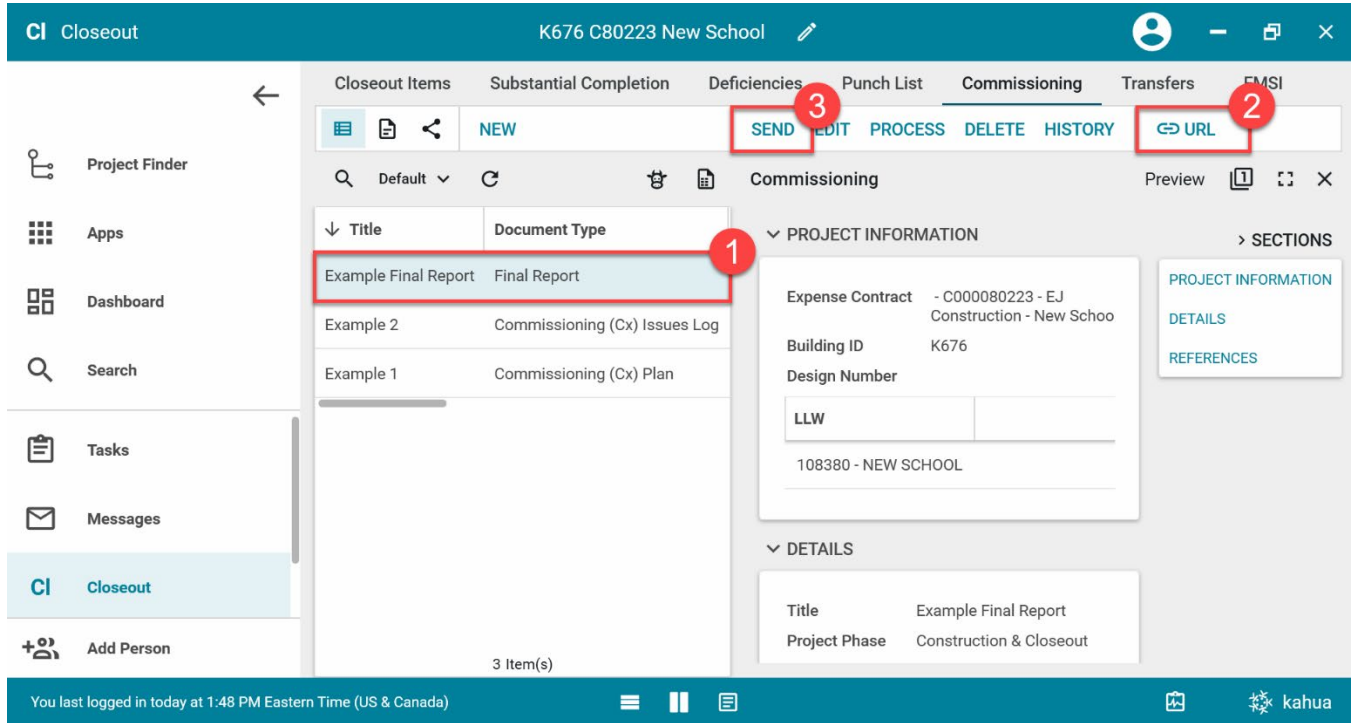 CI Closeout
K676 C80223 New School
Closeout Items
Substantial Completion
Deficiencies
Punch List
Commissioning
Transfers
EMSI
3
2
NEW
SEND
EDIT
PROCESS
DELETE
HISTORY
URL
Project Finder
Apps
Dashboard
Search
Tasks
Messages
CI Closeout
Add Person
Default
Title
Document Type
1
Example Final Report
Final Report
Example 2
Commissioning (Cx) Issues Log
Example 1
Commissioning (Cx) Plan
3 Item(s)
Commissioning
Preview
1
PROJECT INFORMATION
Expense Contract
- C000080223 - EJ
Construction - New Schoo
Building ID
K676
Design Number
LLW
108380 - NEW SCHOOL
DETAILS
Title
Example Final Report
Project Phase
Construction & Closeout
> SECTIONS
PROJECT INFORMATION
DETAILS
REFERENCES
You last logged in today at 1:48 PM Eastern Time (US & Canada)
kahua